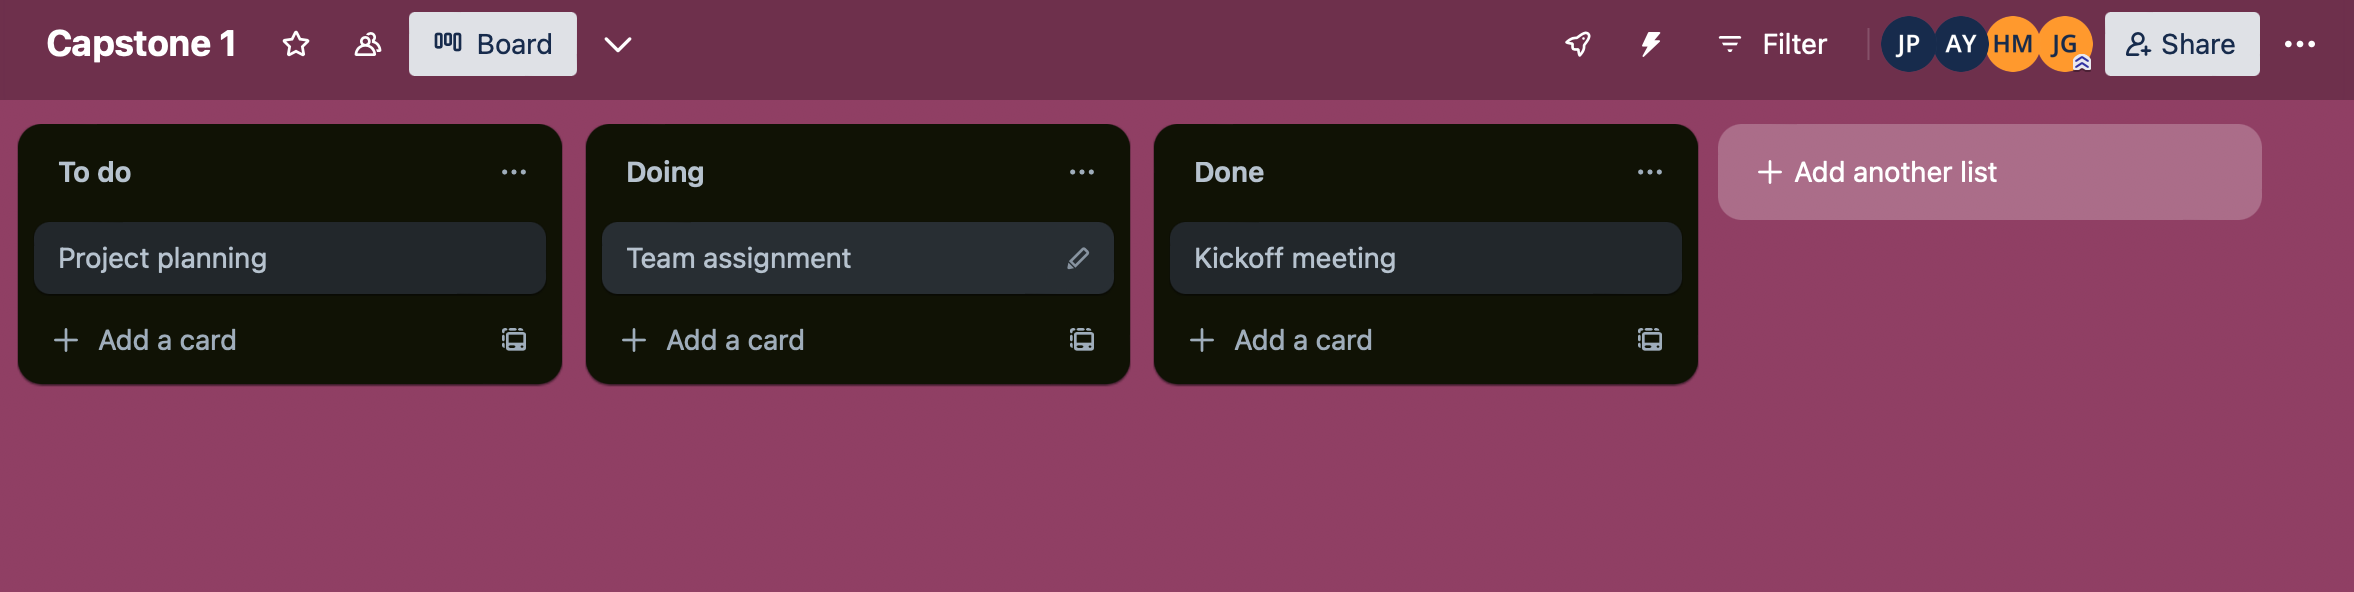 Capstone 1
Board
Filter
JP AY HM JG
Share
To do
Project planning
Add a card
Doing
Team assignment
Add a card
Done
Kickoff meeting
Add a card
Add another list